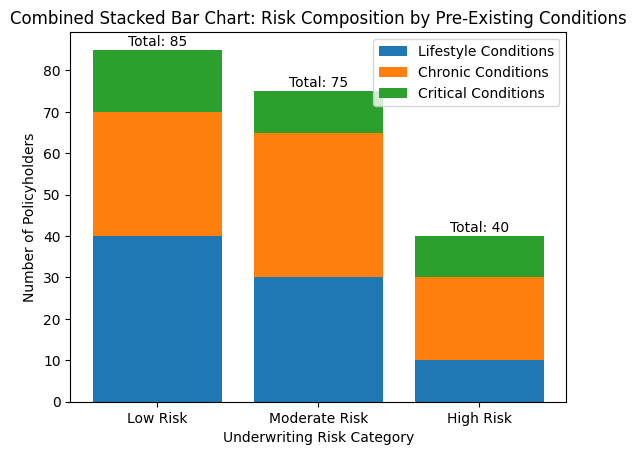 Combined Stacked Bar Chart: Risk Composition by Pre-Existing Conditions
Total: 85
Total: 75
Total: 40
Lifestyle Conditions
Chronic Conditions
Critical Conditions
Number of Policyholders
80
70
60
50
40
30
20
10
0
Low Risk
Moderate Risk
High Risk
Underwriting Risk Category